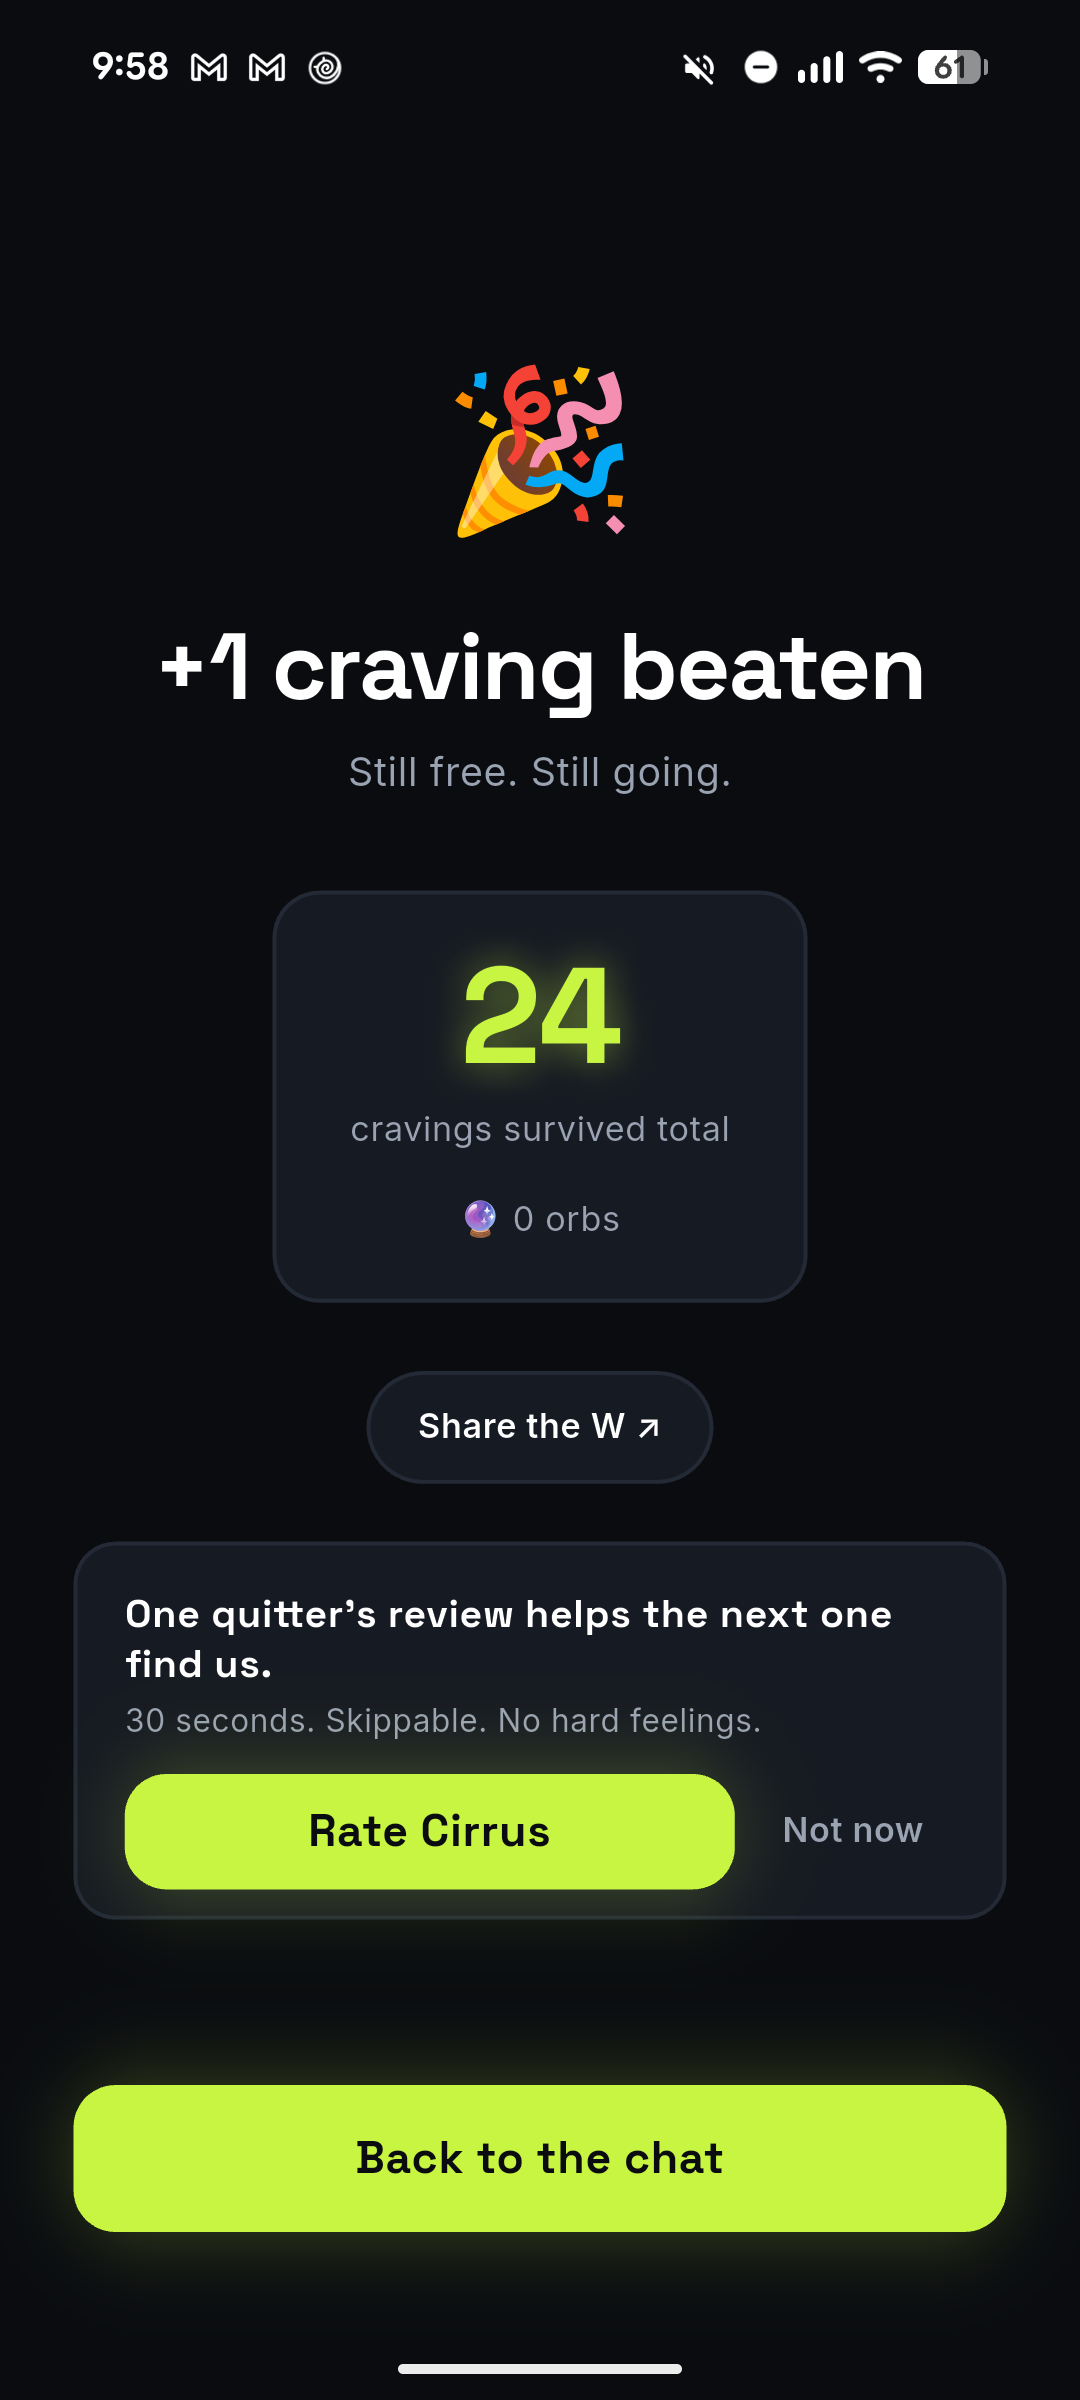 9:58
61
+1 craving beaten
Still free. Still going.
24
cravings survived total
🔮 0 orbs
Share the W ↗
One quitter’s review helps the next one
find us.
30 seconds. Skippable. No hard feelings.
Rate Cirrus
Not now
Back to the chat